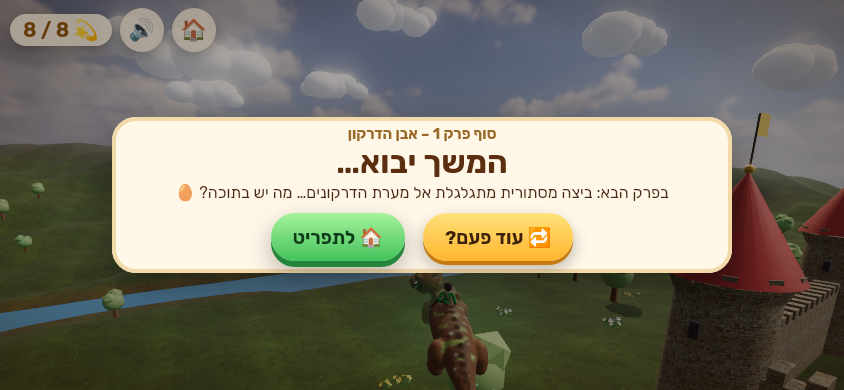 8 / 8 💫
סוף פרק 1 – אבן הדרקון
המשך יבוא...
בפרק הבא: ביצה מסתורית מתגלגלת אל מערת הדרקונים... מה יש בתוכה? 🥚
🔁 עוד פעם?
🏠 לתפריט